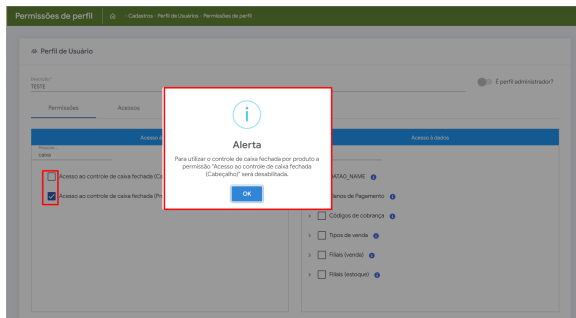 Permissões de perfil
Cadastros - Perfil de Usuários - Permissões de perfil
Perfil de Usuário
Descrição *
TESTE
É perfil administrador?
Permissões
Acessos
Acesso à dados
caixa
Acesso ao controle de caixa fechada
Acesso ao controle de caixa fechada
Alerta
Para utilizar o controle de caixa fechada por produto a
permissão "Acesso ao controle de caixa fechada
(Cabeçalho)" será desabilitada.
OK
Planos de Pagamento
Códigos de cobrança
Tipos de venda
Filiais (venda)
Filiais (estoque)